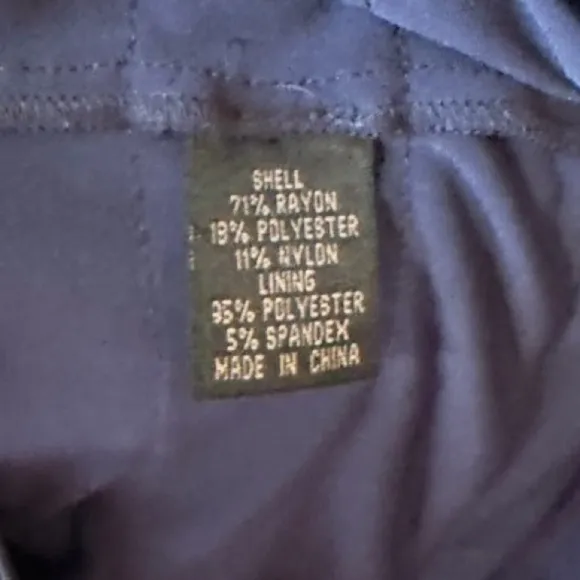 SHELL
71% RAYON
18% POLYESTER
11% NYLON
LINING
95% POLYESTER
5% SPANDEX
MADE IN CHINA